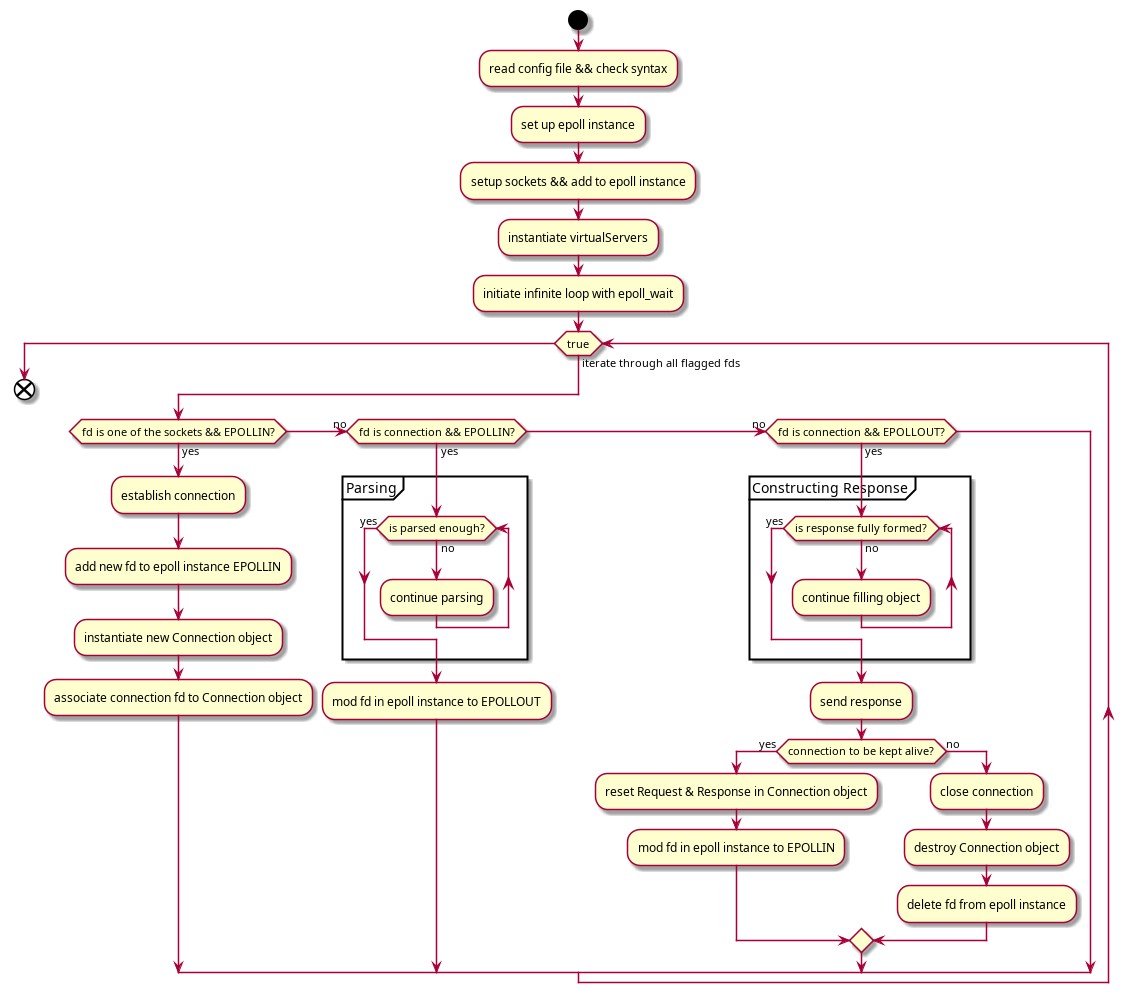 read config file && check syntax
set up epoll instance
setup sockets && add to epoll instance
instantiate virtualServers
initiate infinite loop with epoll_wait
true
iterate through all flagged fds
fd is one of the sockets && EPOLLIN?
yes
establish connection
add new fd to epoll instance EPOLLIN
instantiate new Connection object
associate connection fd to Connection object
no
fd is connection && EPOLLIN?
yes
Parsing
yes
is parsed enough?
no
continue parsing
mod fd in epoll instance to EPOLLOUT
no
fd is connection && EPOLLOUT?
yes
Constructing Response
yes
is response fully formed?
no
continue filling object
send response
yes
connection to be kept alive?
no
reset Request & Response in Connection object
mod fd in epoll instance to EPOLLIN
close connection
destroy Connection object
delete fd from epoll instance